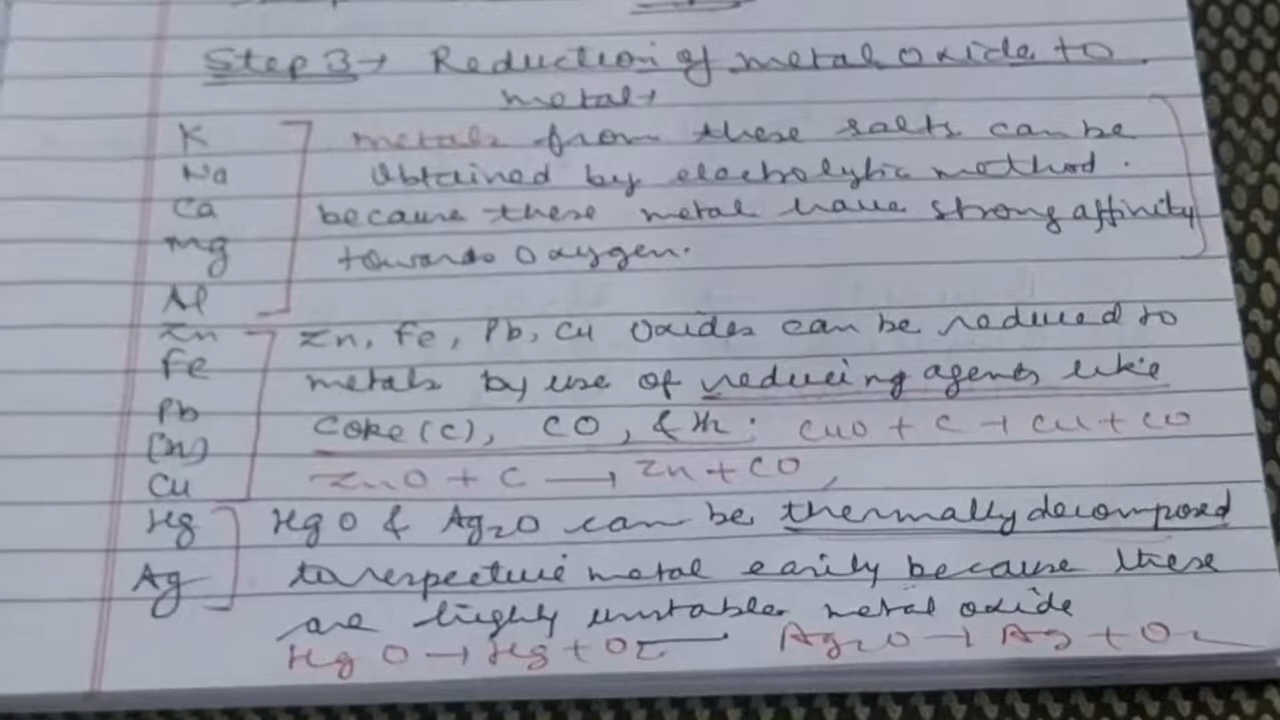 Step 3→ Reduction of metal oxide to
metal→
K
metals from these salts can be
Na
obtained by electrolytic method.
Ca
because these metal have strong affinity
Mg
towards oxygen.
Al
Zn
Zn, Fe, Pb, Cu oxides can be reduced to
Fe
metals by use of reducing agents like
Pb
Coke (C), CO, & H2: CuO + C → Cu + CO
(H)
ZnO + C → Zn + CO,
Cu
Hg
HgO & Ag2O can be thermally decomposed
Ag
to respective metal easily because these
are highly unstable metal oxide
HgO → Hg + O2 Ag2O → Ag + O2